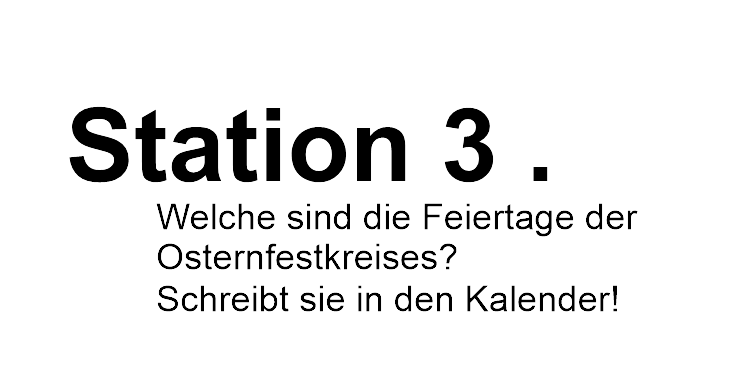 Station 3 .
Welche sind die Feiertage der
Osternfestkreises?
Schreibt sie in den Kalender!